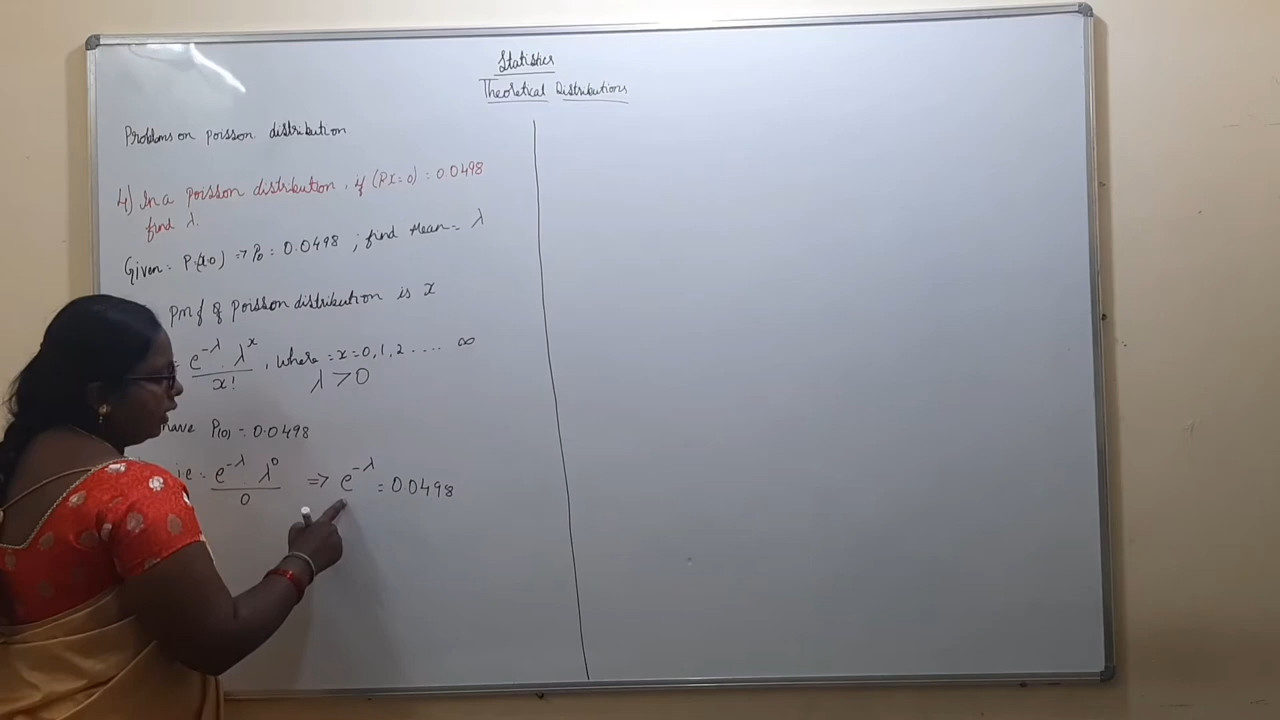 Statistics
Theoretical Distributions
Problems on poisson distribution
4) In a poisson distribution, if (PX=0) = 0.0498
find λ.
Given: P(x=0) => P₀ = 0.0498 ; find Mean = λ
Pmf of poisson distribution is x
= e^-λ . λ^x / x! , where = x=0,1,2 .... ∞
λ > 0
have P(0) = 0.0498
i.e = e^-λ λ^0 / 0 => e^-λ = 0.0498